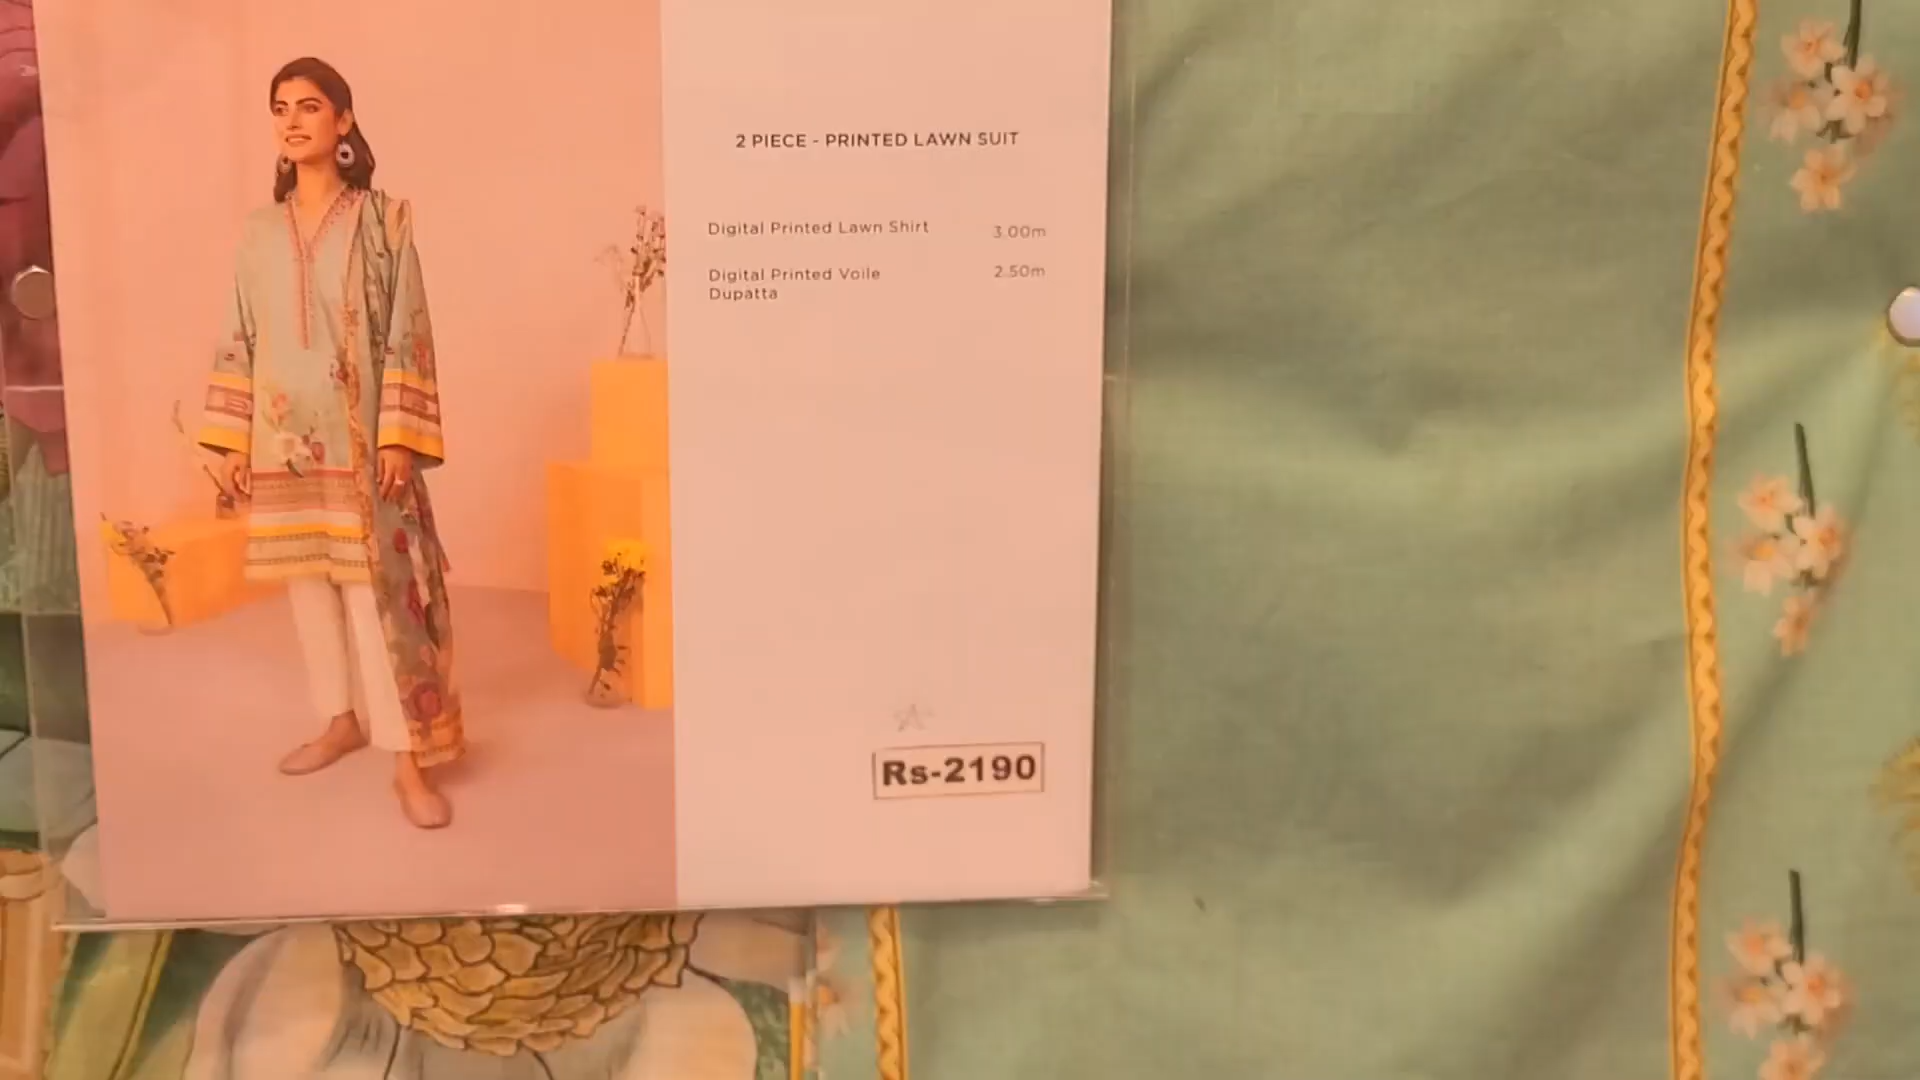 2 PIECE - PRINTED LAWN SUIT
Digital Printed Lawn Shirt 3.00m
Digital Printed Voile 2.50m
Dupatta
Rs-2190